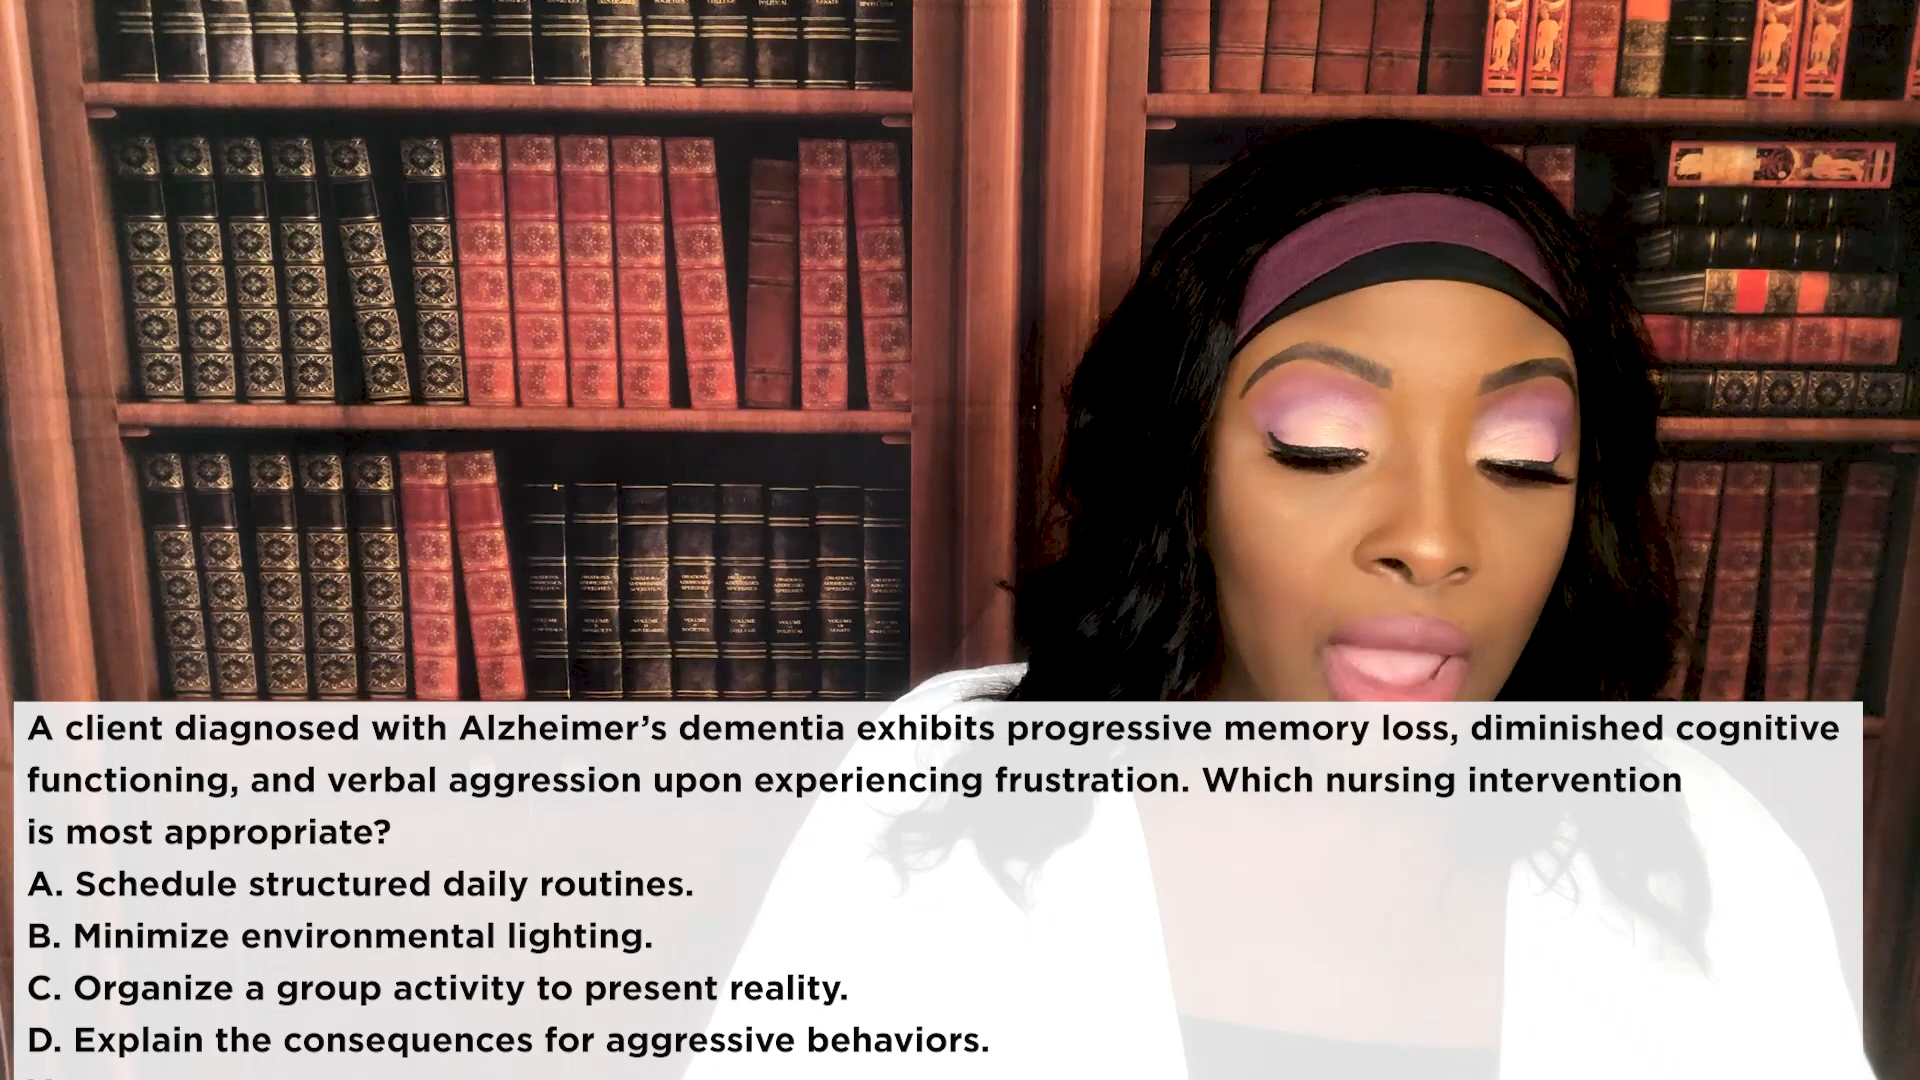 A client diagnosed with Alzheimer’s dementia exhibits progressive memory loss, diminished cognitive
functioning, and verbal aggression upon experiencing frustration. Which nursing intervention
is most appropriate?
A. Schedule structured daily routines.
B. Minimize environmental lighting.
C. Organize a group activity to present reality.
D. Explain the consequences for aggressive behaviors.